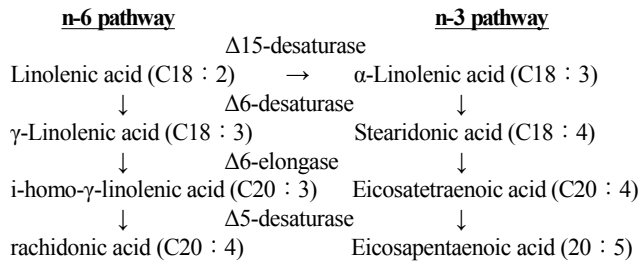 n-6 pathway n-3 pathway
Δ15-desaturase
Linolenic acid (C18：2) → α-Linolenic acid (C18：3)
↓ Δ6-desaturase ↓
γ-Linolenic acid (C18：3) Stearidonic acid (C18：4)
↓ Δ6-elongase ↓
i-homo-γ-linolenic acid (C20：3) Eicosatetraenoic acid (C20：4)
↓ Δ5-desaturase ↓
rachidonic acid (C20：4) Eicosapentaenoic acid (20：5)